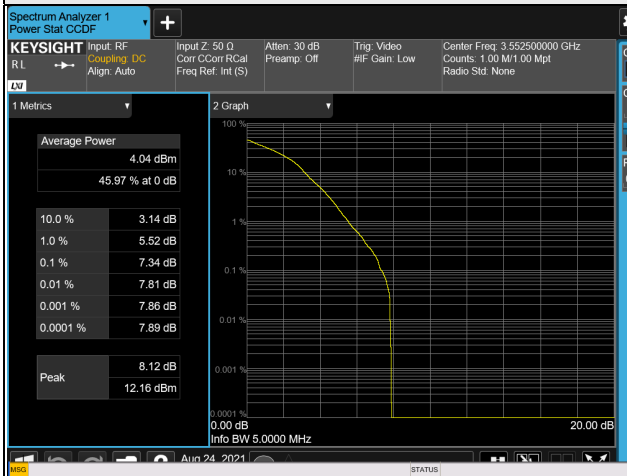 Spectrum Analyzer 1
Power Stat CCDF
KEYSIGHT
RL
LXI
Input: RF
Coupling: DC
Align: Auto
Input Z: 50 Ω
Corr CCorr RCal
Freq Ref: Int (S)
Atten: 30 dB
Preamp: Off
Trig: Video
#IF Gain: Low
Center Freq: 3.552500000 GHz
Counts: 1.00 M/1.00 Mpt
Radio Std: None
1 Metrics
Average Power
4.04 dBm
45.97 % at 0 dB
10.0 % 3.14 dB
1.0 % 5.52 dB
0.1 % 7.34 dB
0.01 % 7.81 dB
0.001 % 7.86 dB
0.0001 % 7.89 dB
Peak
8.12 dB
12.16 dBm
2 Graph
100 %
10 %
1 %
0.1 %
0.01 %
0.001 %
0.0001 %
0.00 dB 20.00 dB
Info BW 5.0000 MHz
Aug 24, 2021
MSG STATUS